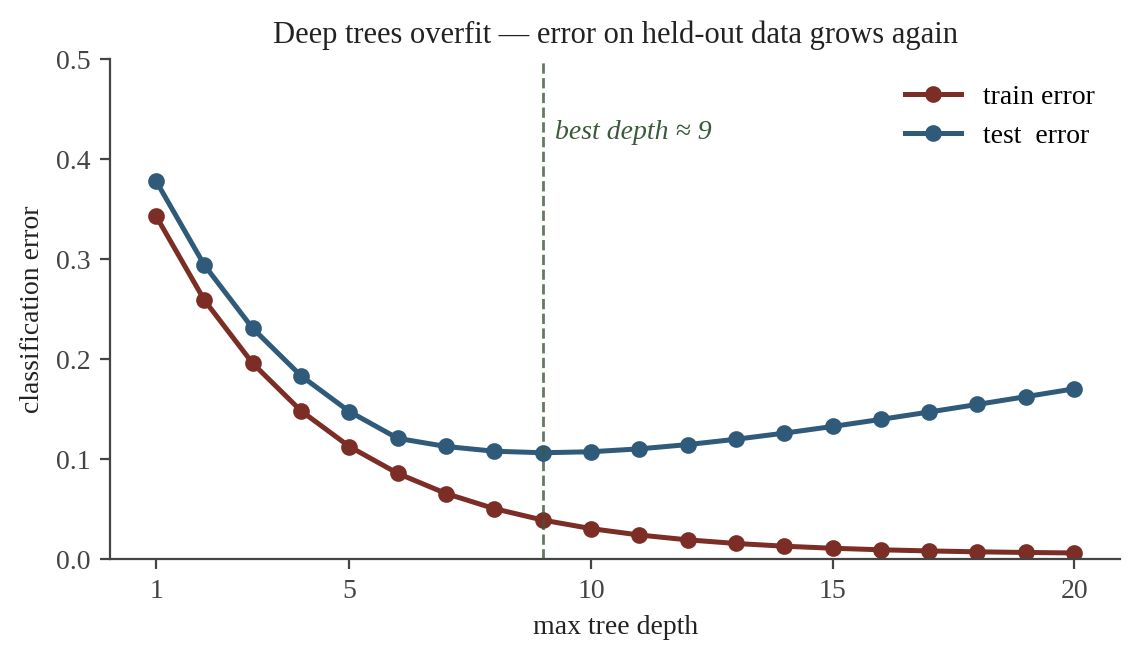 Deep trees overfit — error on held-out data grows again
0.5
0.4
0.3
0.2
0.1
0.0
classification error
best depth ≈ 9
train error
test  error
1
5
10
15
20
max tree depth